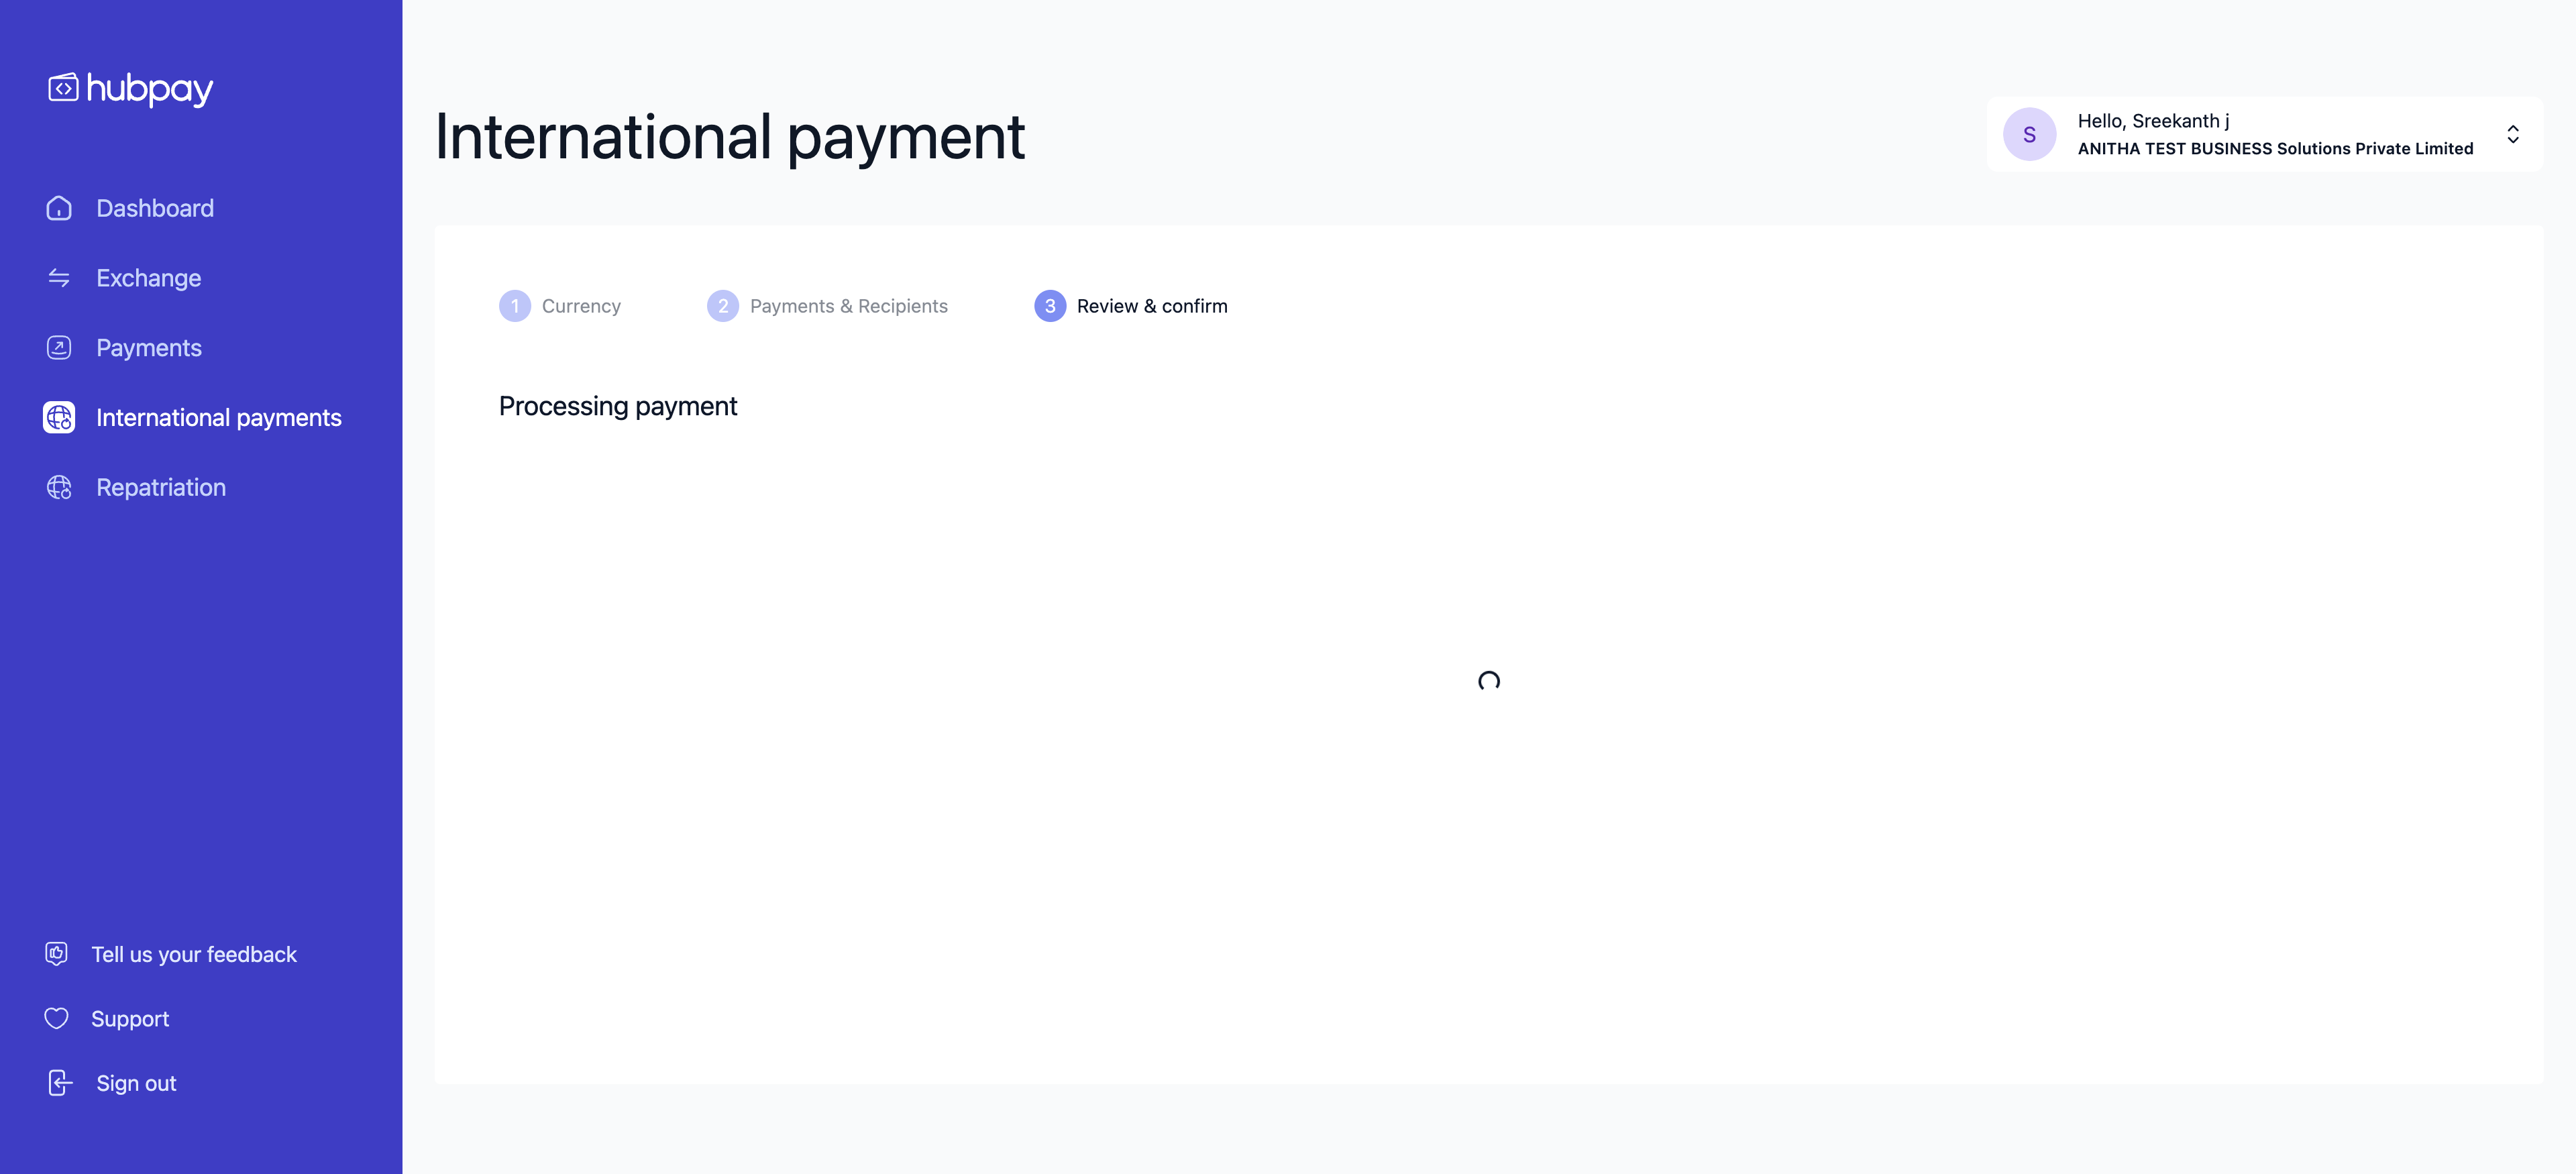 hubpay
Dashboard
Exchange
Payments
International payments
Repatriation
Tell us your feedback
Support
Sign out
International payment
S
Hello, Sreekanth j
ANITHA TEST BUSINESS Solutions Private Limited
1 Currency
2 Payments & Recipients
3 Review & confirm
Processing payment